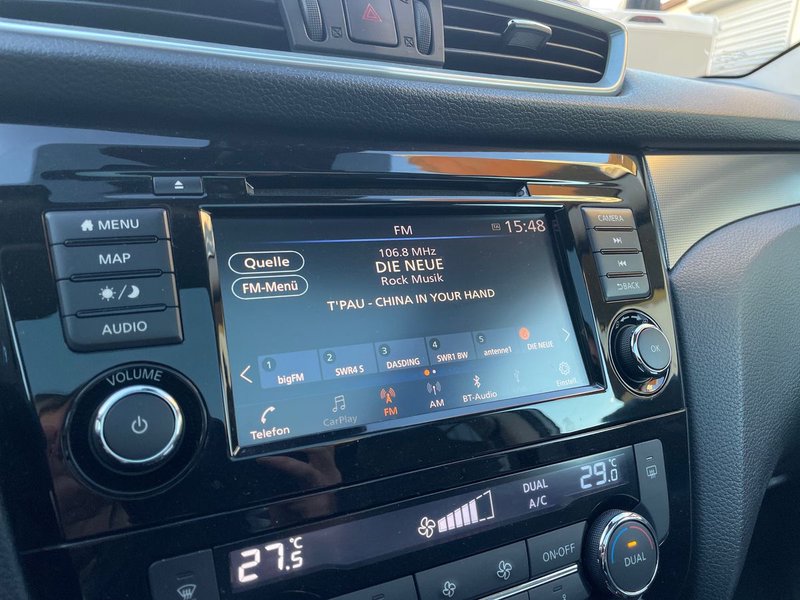 FM
TA
15:48
106.8 MHz
DIE NEUE
Rock Musik
T'PAU - CHINA IN YOUR HAND
Quelle
FM-Menü
1 bigFM
2 SWR4 S
3 DASDING
4 SWR1 BW
5 antenne1
6 DIE NEUE
Telefon
CarPlay
FM
AM
BT-Audio
Einstell.
MENU
MAP
AUDIO
VOLUME
CAMERA
BACK
OK
27.5 °C
DUAL
A/C
29.0 °C
ON·OFF
DUAL